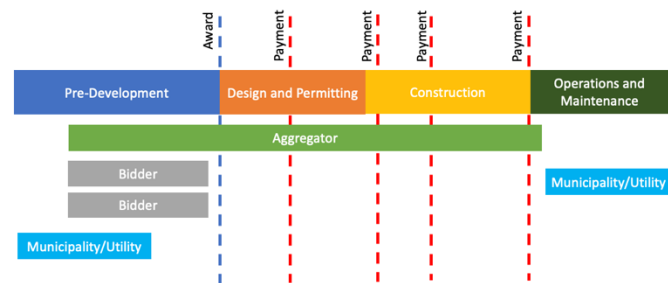 Award
Payment
Payment
Payment
Payment
Pre-Development
Design and Permitting
Construction
Operations and
Maintenance
Aggregator
Bidder
Municipality/Utility
Bidder
Municipality/Utility